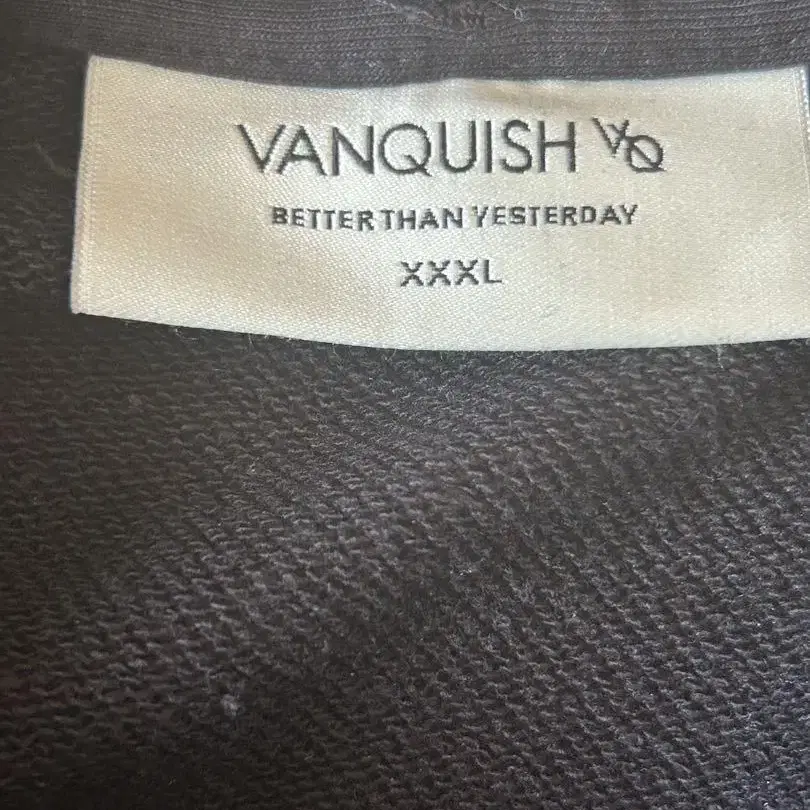 VANQUISH VQ
BETTER THAN YESTERDAY
XXXL